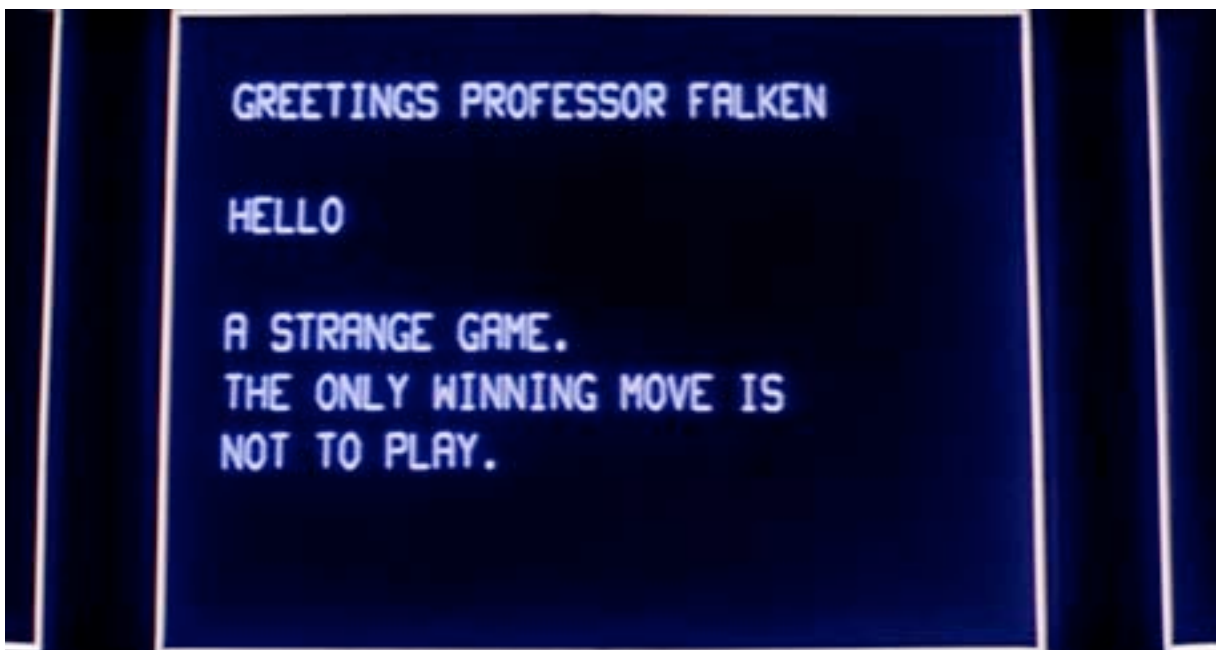 GREETINGS PROFESSOR FALKEN
HELLO
A STRANGE GAME.
THE ONLY WINNING MOVE IS
NOT TO PLAY.